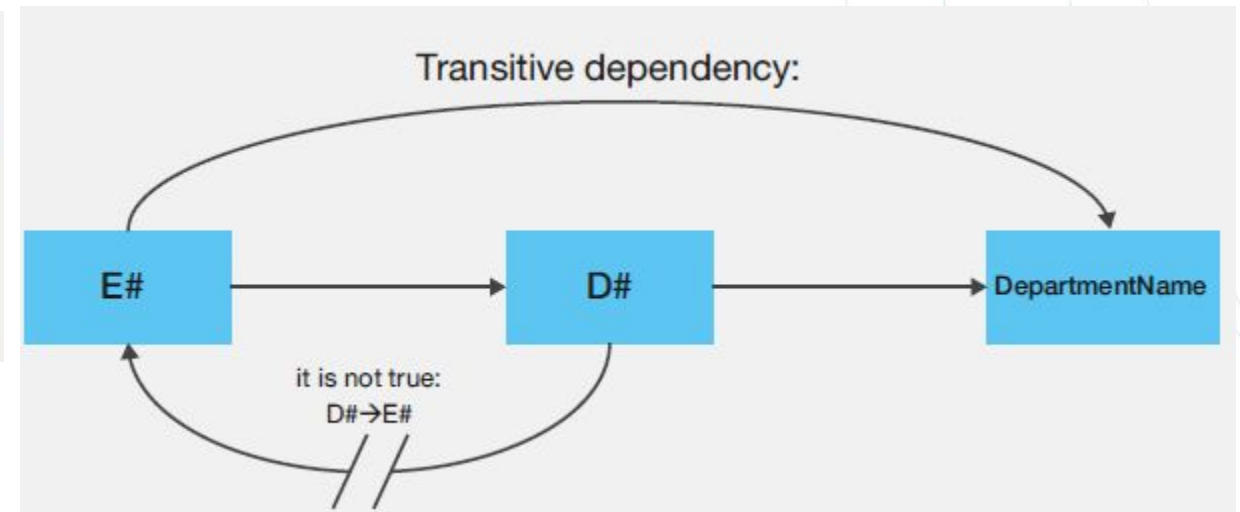 Transitive dependency:
E#
D#
DepartmentName
it is not true:
D#→E#